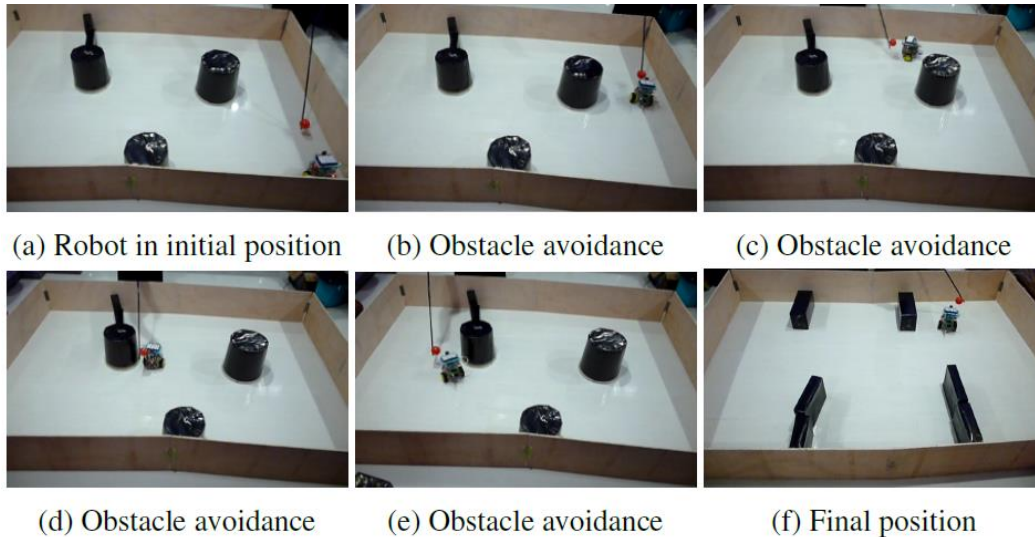 (a) Robot in initial position
(b) Obstacle avoidance
(c) Obstacle avoidance
(d) Obstacle avoidance
(e) Obstacle avoidance
(f) Final position